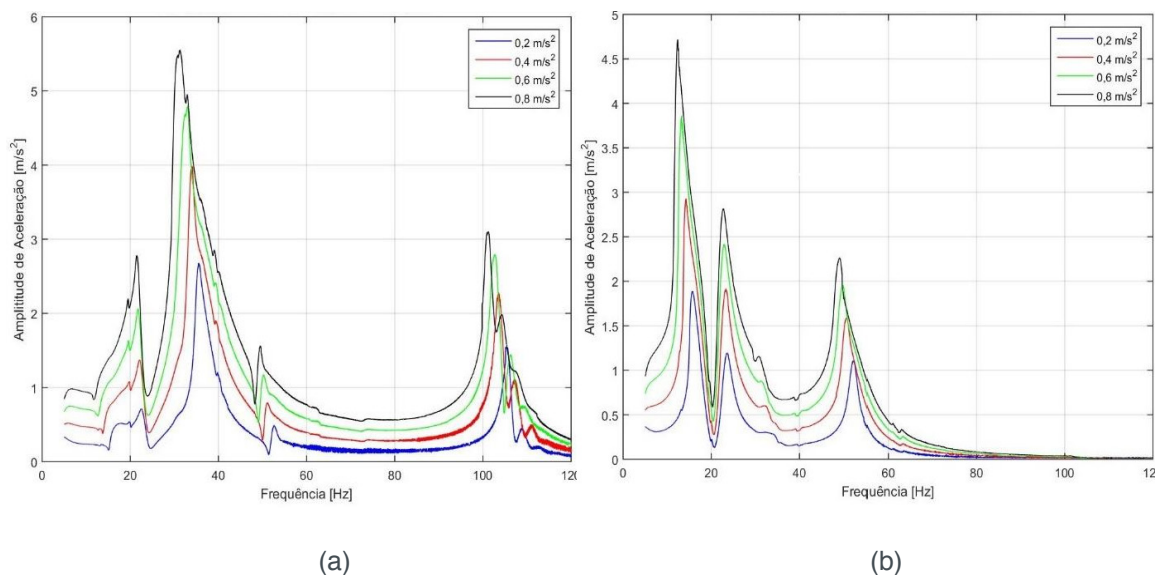 6
5
4
3
2
1
0
Amplitude de Aceleração [m/s²]
0,2 m/s²
0,4 m/s²
0,6 m/s²
0,8 m/s²
0 20 40 60 80 100 120
Frequência [Hz]
(a)
5
4.5
4
3.5
3
2.5
2
1.5
1
0.5
0
Amplitude de Aceleração [m/s²]
0,2 m/s²
0,4 m/s²
0,6 m/s²
0,8 m/s²
0 20 40 60 80 100 120
Frequência [Hz]
(b)